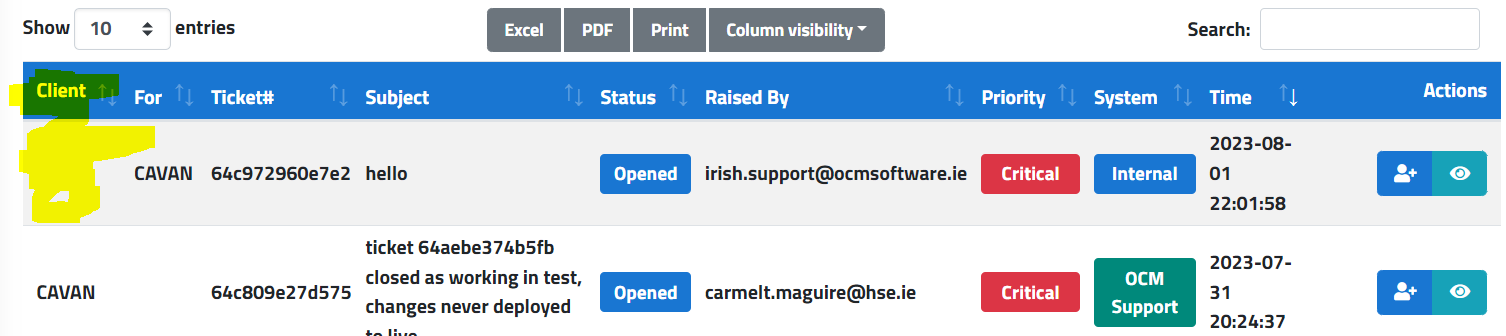 Show 10 entries Excel PDF Print Column visibility Search:
Client For Ticket# Subject Status Raised By Priority System Time Actions
CAVAN 64c972960e7e2 hello Opened irish.support@ocmsoftware.ie Critical Internal
2023-08-
01
22:01:58
CAVAN 64c809e27d575
ticket 64aebe374b5fb
closed as working in test,
changes never deployed
to live
Opened carmelt.maguire@hse.ie Critical
OCM
Support
2023-07-
31
20:24:37